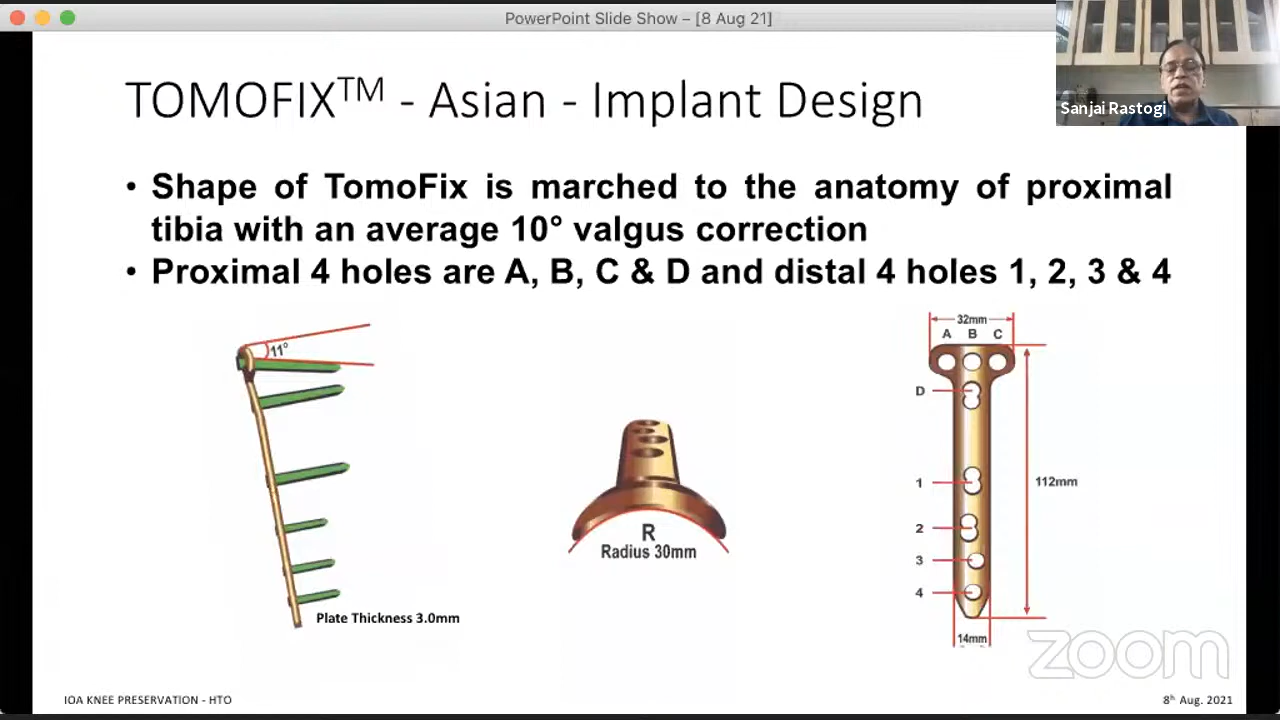 PowerPoint Slide Show – [8 Aug 21]
Sanjai Rastogi
TOMOFIX™ - Asian - Implant Design
• Shape of TomoFix is marched to the anatomy of proximal
tibia with an average 10° valgus correction
• Proximal 4 holes are A, B, C & D and distal 4 holes 1, 2, 3 & 4
11°
Plate Thickness 3.0mm
R
Radius 30mm
32mm
A B C
D
1
112mm
2
3
4
14mm
zoom
IOA KNEE PRESERVATION - HTO
8ᵗʰ Aug. 2021